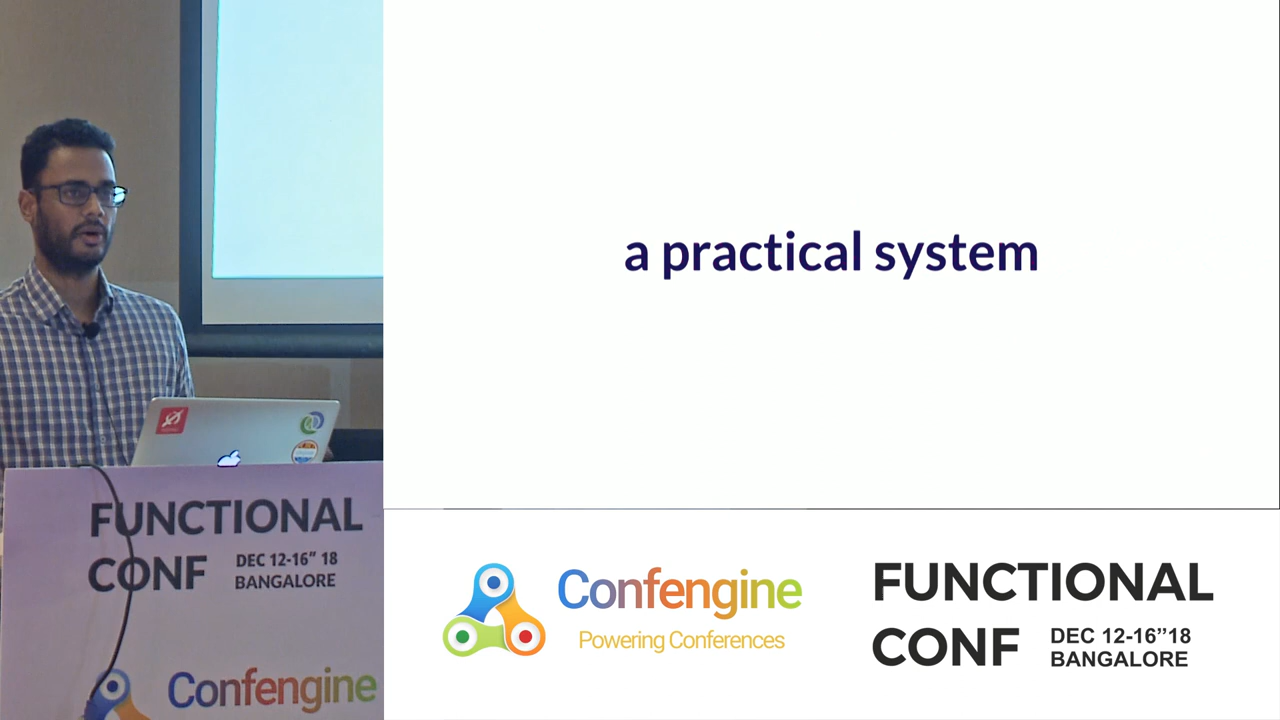 a practical system
FUNCTIONAL
CONF DEC 12-16" 18
BANGALORE
Confengine
Confengine
Powering Conferences
FUNCTIONAL
CONF DEC 12-16”18
BANGALORE